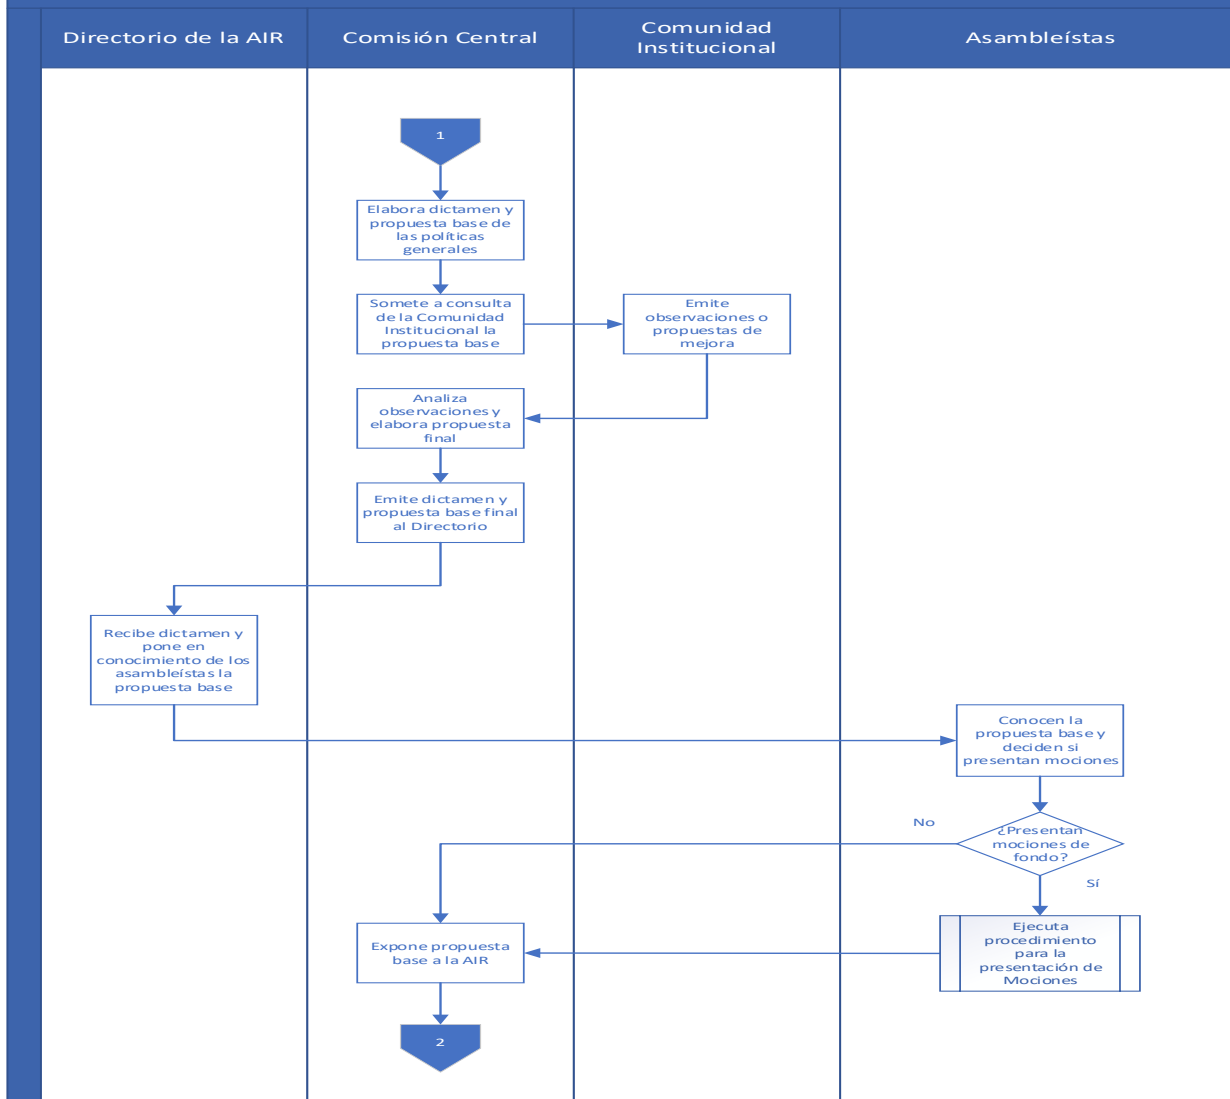 Directorio de la AIR
Comisión Central
Comunidad
Institucional
Asambleístas
1
Elabora dictamen y
propuesta base de
las políticas
generales
Somete a consulta
de la Comunidad
Institucional la
propuesta base
Emite
observaciones o
propuestas de
mejora
Analiza
observaciones y
elabora propuesta
final
Emite dictamen y
propuesta base final
al Directorio
Recibe dictamen y
pone en
conocimiento de los
asambleístas la
propuesta base
Conocen la
propuesta base y
deciden si
presentan mociones
¿Presentan
mociones de
fondo?
No
Sí
Ejecuta
procedimiento
para la
presentación de
Mociones
Expone propuesta
base a la AIR
2